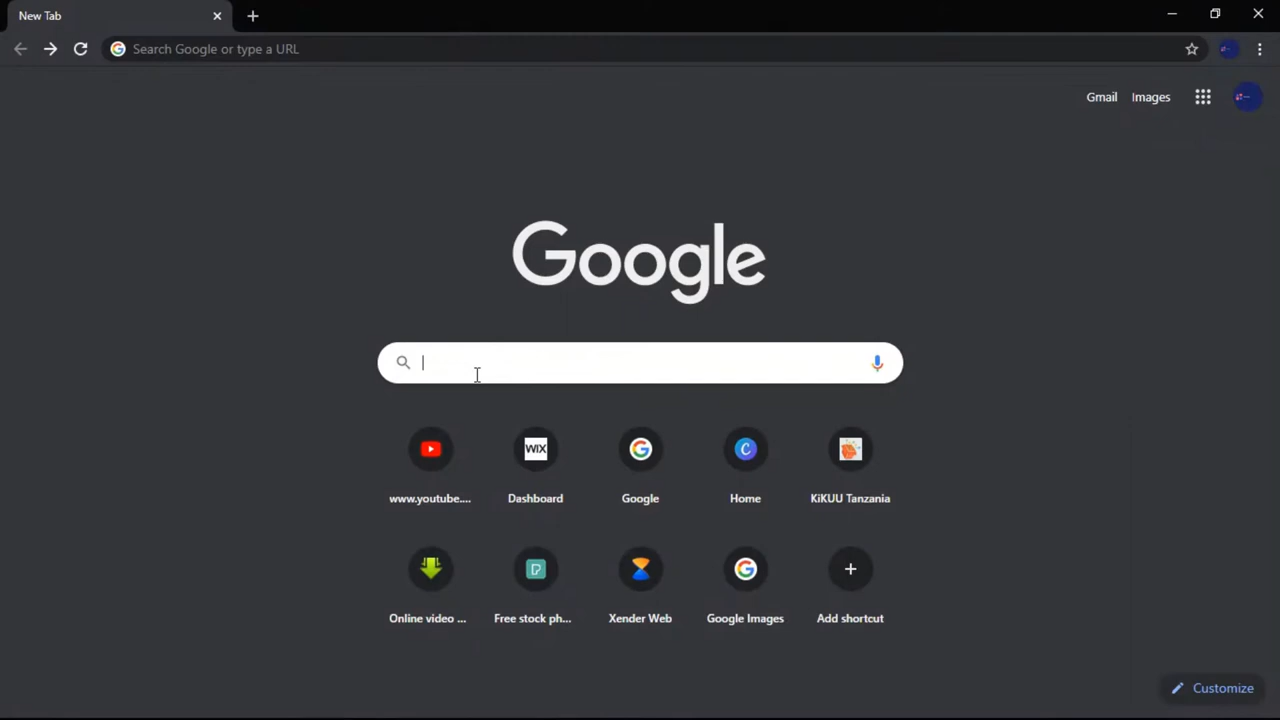 New Tab
Search Google or type a URL
Gmail Images
Google
www.youtube....
WIX
Dashboard
Google
Home
KiKUU Tanzania
Online video ...
Free stock ph...
Xender Web
Google Images
Add shortcut
Customize